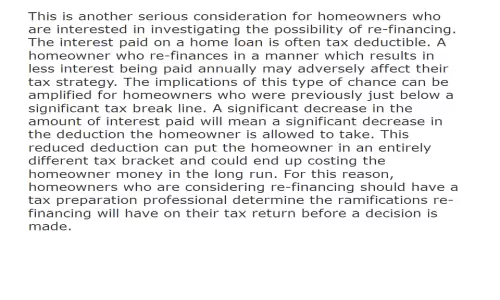 This is another serious consideration for homeowners who
are interested in investigating the possibility of re-financing.
The interest paid on a home loan is often tax deductible. A
homeowner who re-finances in a manner which results in
less interest being paid annually may adversely affect their
tax strategy. The implications of this type of chance can be
amplified for homeowners who were previously just below a
significant tax break line. A significant decrease in the
amount of interest paid will mean a significant decrease in
the deduction the homeowner is allowed to take. This
reduced deduction can put the homeowner in an entirely
different tax bracket and could end up costing the
homeowner money in the long run. For this reason,
homeowners who are considering re-financing should have a
tax preparation professional determine the ramifications re-
financing will have on their tax return before a decision is
made.